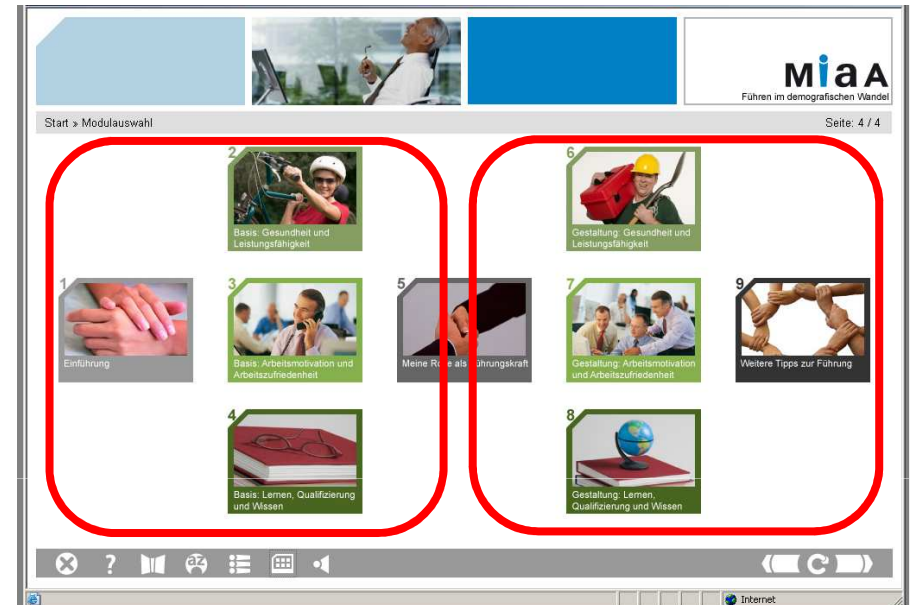 MiaA
Führen im demografischen Wandel
Start » Modulauswahl
Seite: 4 / 4
2
Basis: Gesundheit und
Leistungsfähigkeit
6
Gestaltung: Gesundheit und
Leistungsfähigkeit
1
Einführung
3
Basis: Arbeitsmotivation und
Arbeitszufriedenheit
5
Meine Rolle als Führungskraft
7
Gestaltung: Arbeitsmotivation
und Arbeitszufriedenheit
9
Weitere Tipps zur Führung
4
Basis: Lernen, Qualifizierung
und Wissen
8
Gestaltung: Lernen,
Qualifizierung und Wissen
?
az
Internet